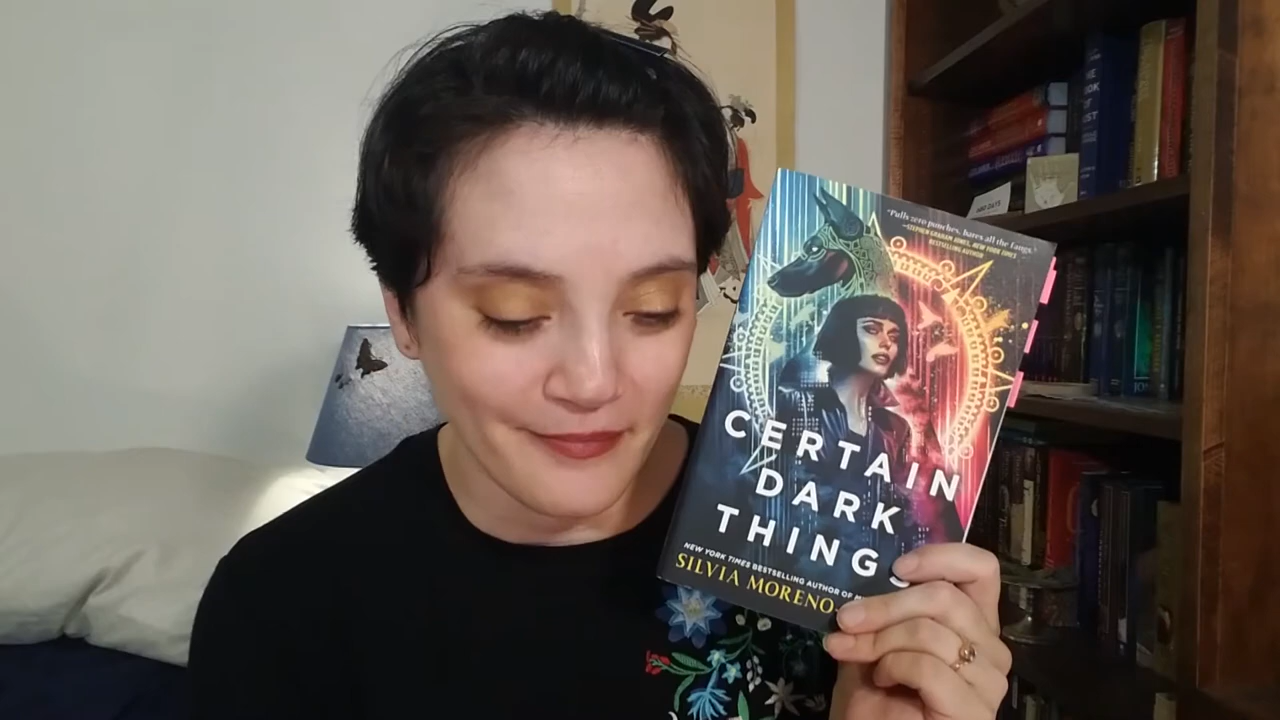 "Pulls zero punches, bares all the fangs."
—STEPHEN GRAHAM JONES, NEW YORK TIMES
BESTSELLING AUTHOR
CERTAIN
DARK
THINGS
NEW YORK TIMES BESTSELLING AUTHOR OF
SILVIA MORENO-